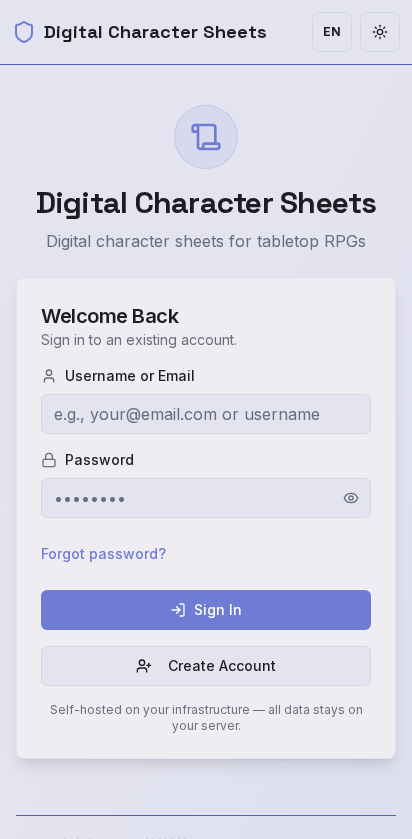 Digital Character Sheets
EN
Digital Character Sheets
Digital character sheets for tabletop RPGs
Welcome Back
Sign in to an existing account.
Username or Email
e.g., your@email.com or username
Password
••••••••
Forgot password?
Sign In
Create Account
Self-hosted on your infrastructure — all data stays on
your server.